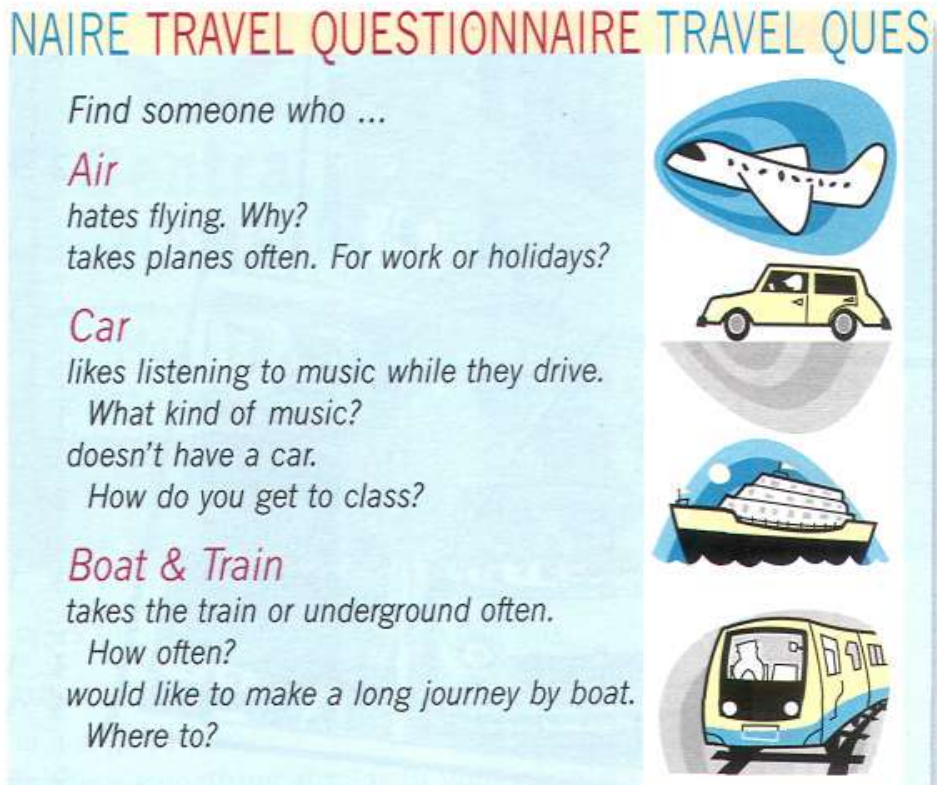 NAIRE TRAVEL QUESTIONNAIRE TRAVEL QUES
Find someone who ...
Air
hates flying. Why?
takes planes often. For work or holidays?
Car
likes listening to music while they drive.
What kind of music?
doesn't have a car.
How do you get to class?
Boat & Train
takes the train or underground often.
How often?
would like to make a long journey by boat.
Where to?